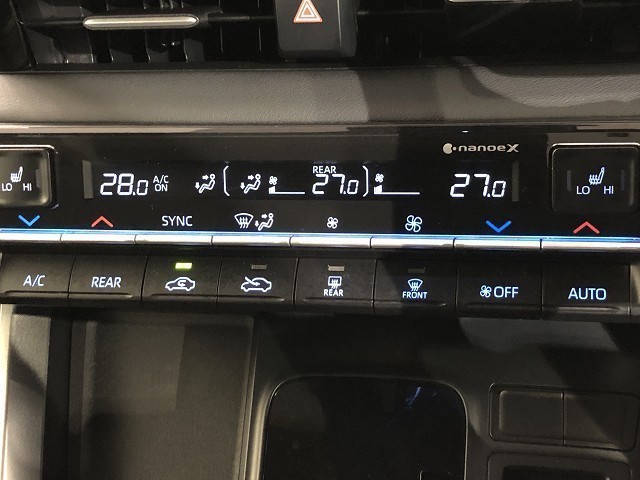 nanoeX
LO HI
28.0 A/C ON
REAR
27.0
27.0
LO HI
SYNC
A/C
REAR
REAR
FRONT
OFF
AUTO